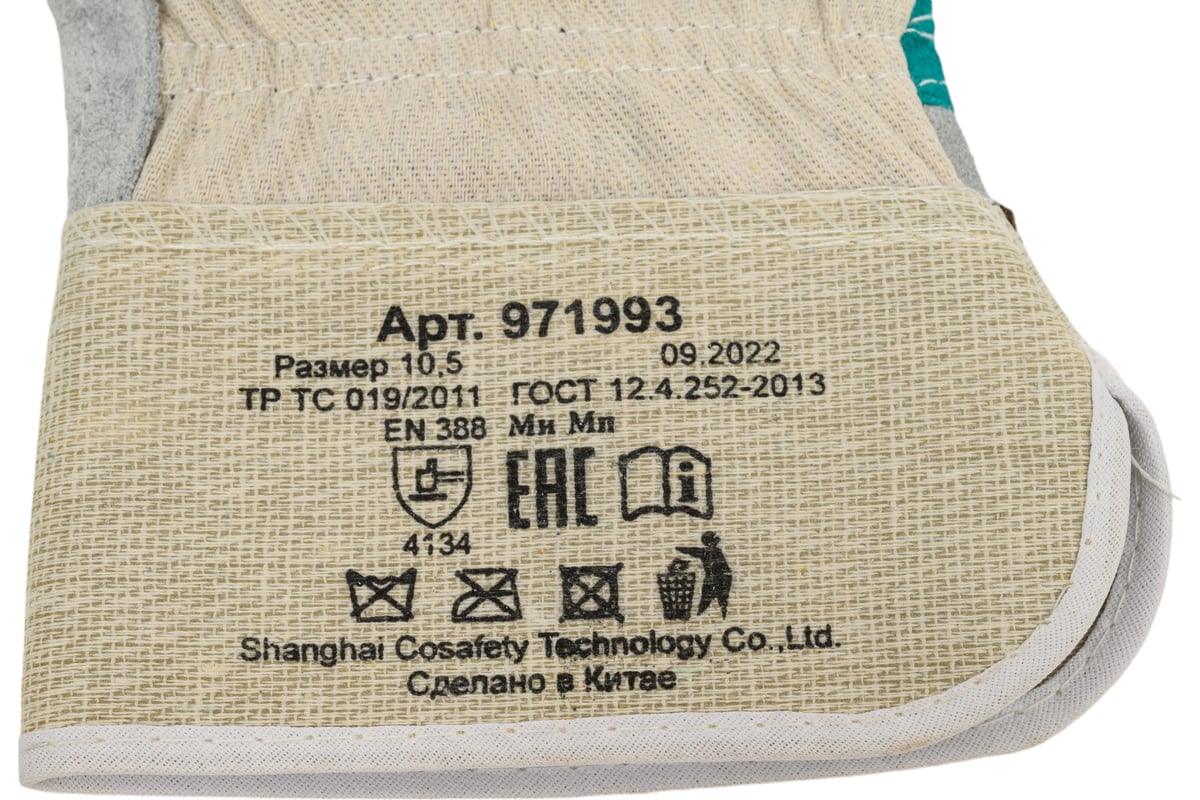 Арт. 971993
Размер 10,5 09.2022
ТР ТС 019/2011 ГОСТ 12.4.252-2013
EN 388 Ми Мп
EAC i
4134
Shanghai Cosafety Technology Co.,Ltd.
Сделано в Китае